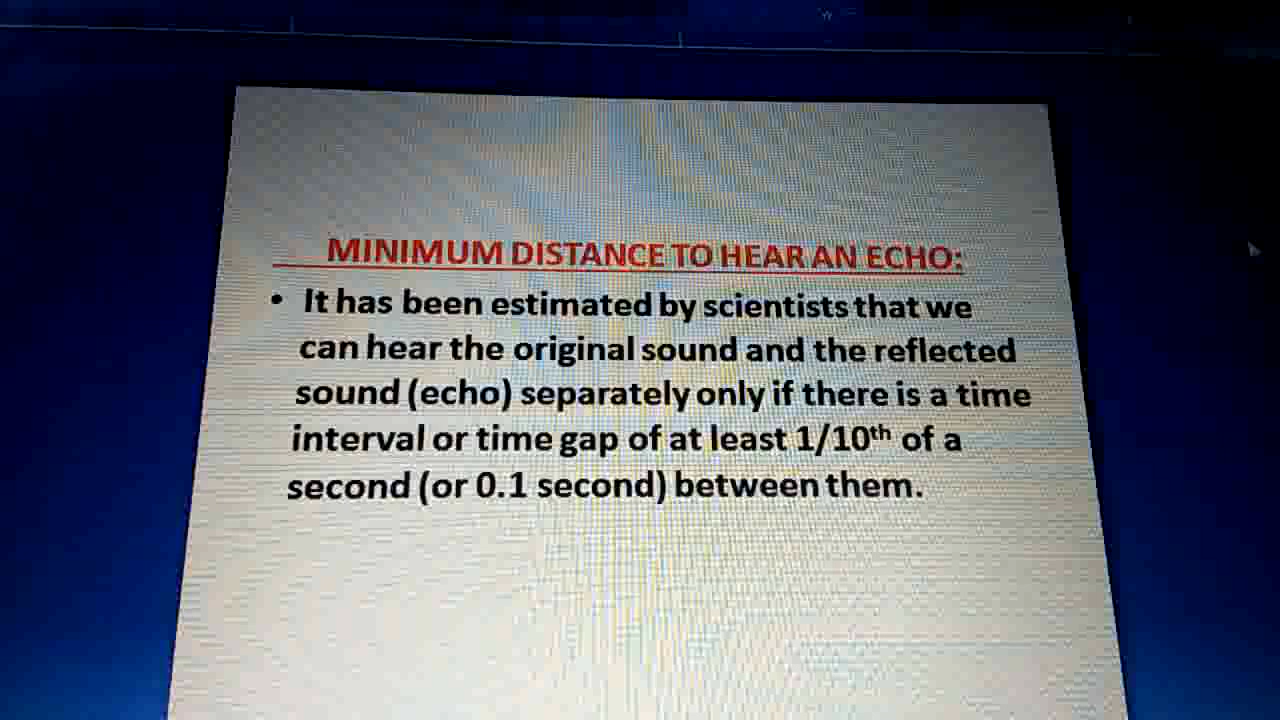 MINIMUM DISTANCE TO HEAR AN ECHO:
• It has been estimated by scientists that we
can hear the original sound and the reflected
sound (echo) separately only if there is a time
interval or time gap of at least 1/10th of a
second (or 0.1 second) between them.